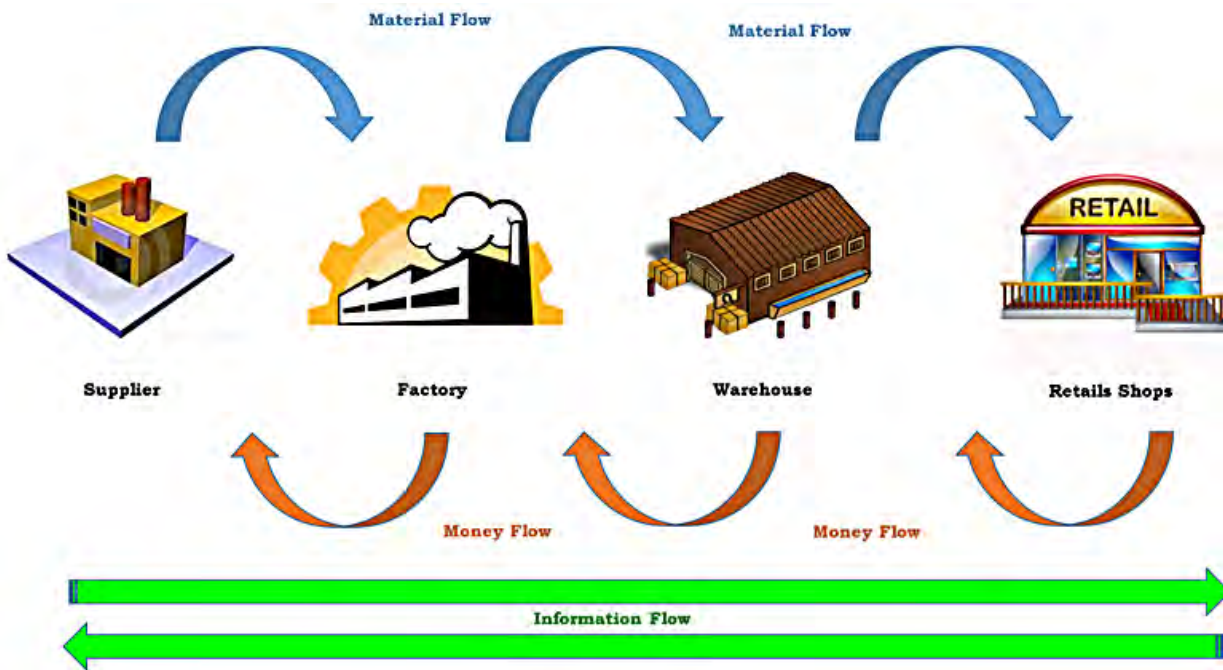 Material Flow
Material Flow
RETAIL
Supplier
Factory
Warehouse
Retails Shops
Money Flow
Money Flow
Information Flow